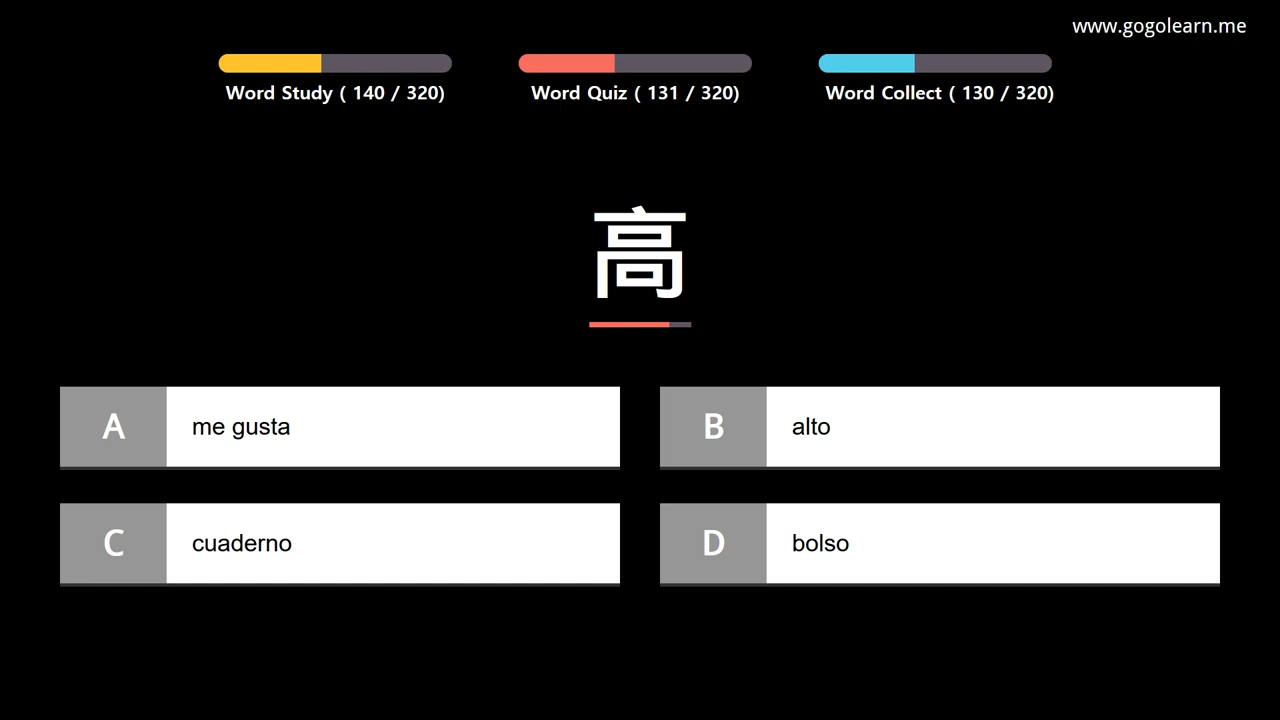 www.gogolearn.me
Word Study ( 140 / 320)
Word Quiz ( 131 / 320)
Word Collect ( 130 / 320)
高
A
me gusta
B
alto
C
cuaderno
D
bolso